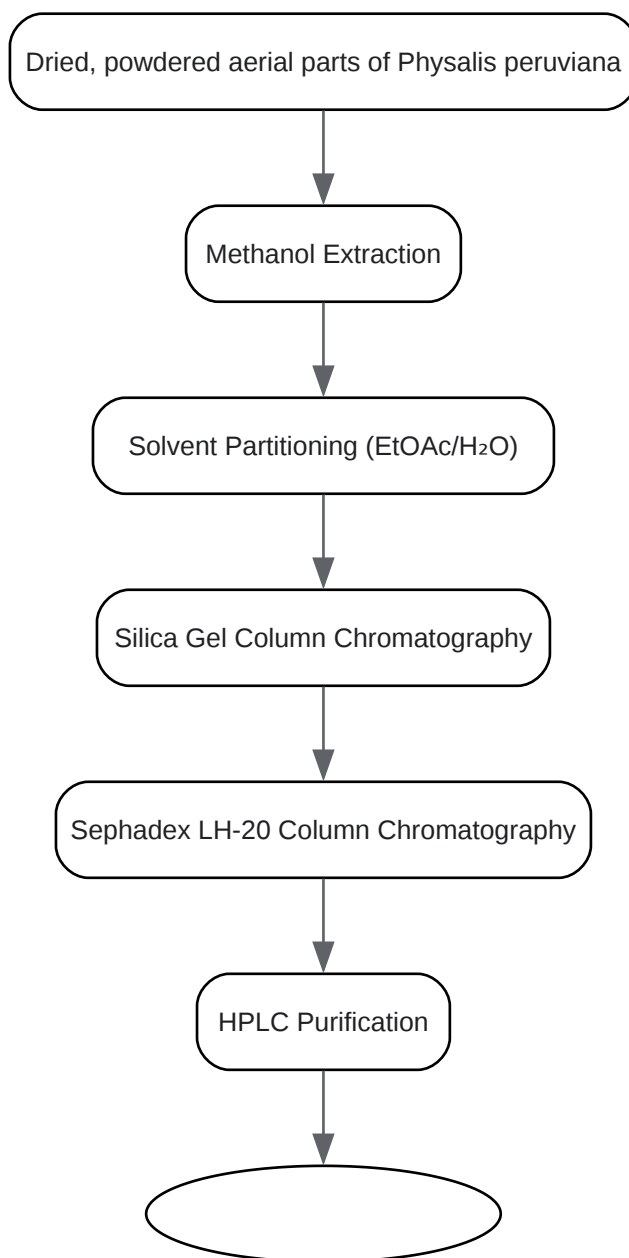 Dried, powdered aerial parts of Physalis peruviana
Methanol Extraction
Solvent Partitioning (EtOAc/H₂O)
Silica Gel Column Chromatography
Sephadex LH-20 Column Chromatography
HPLC Purification